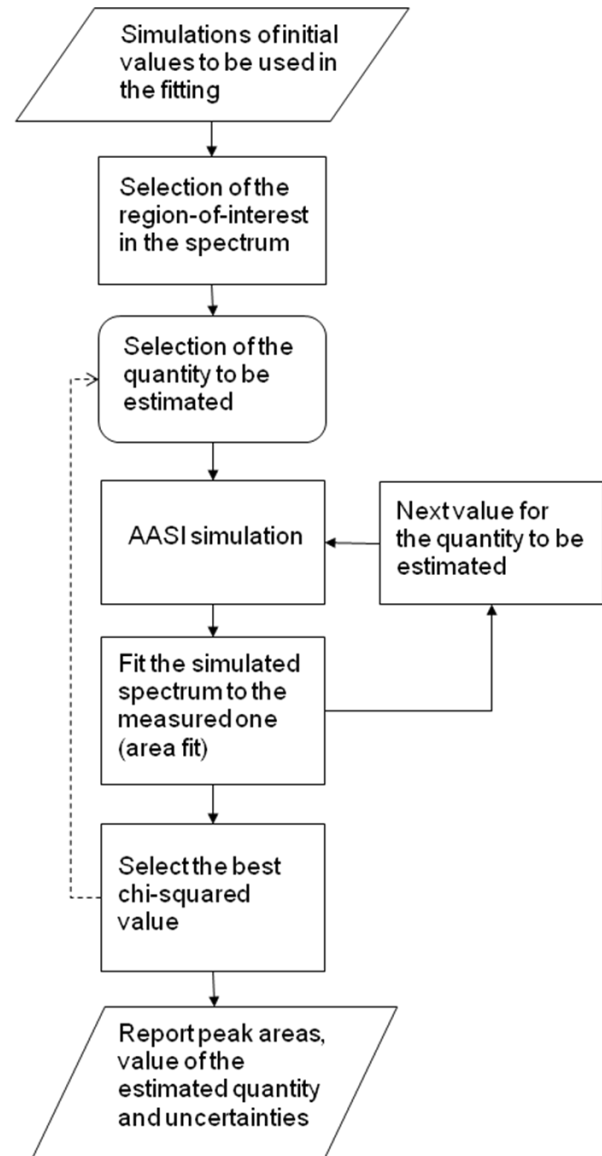 Simulations of initial
values to be used in
the fitting
Selection of the
region-of-interest
in the spectrum
Selection of the
quantity to be
estimated
AASI simulation
Next value for
the quantity to be
estimated
Fit the simulated
spectrum to the
measured one
(area fit)
Select the best
chi-squared
value
Report peak areas,
value of the
estimated quantity
and uncertainties